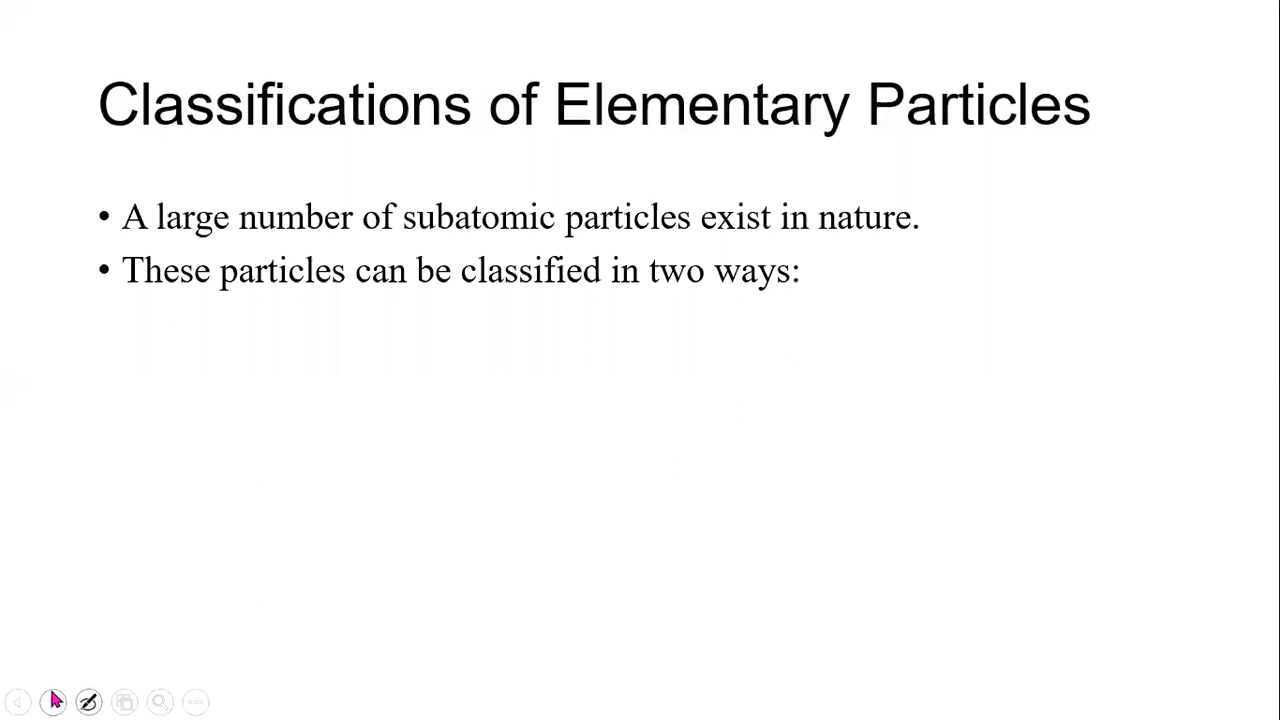 Classifications of Elementary Particles
• A large number of subatomic particles exist in nature.
• These particles can be classified in two ways: